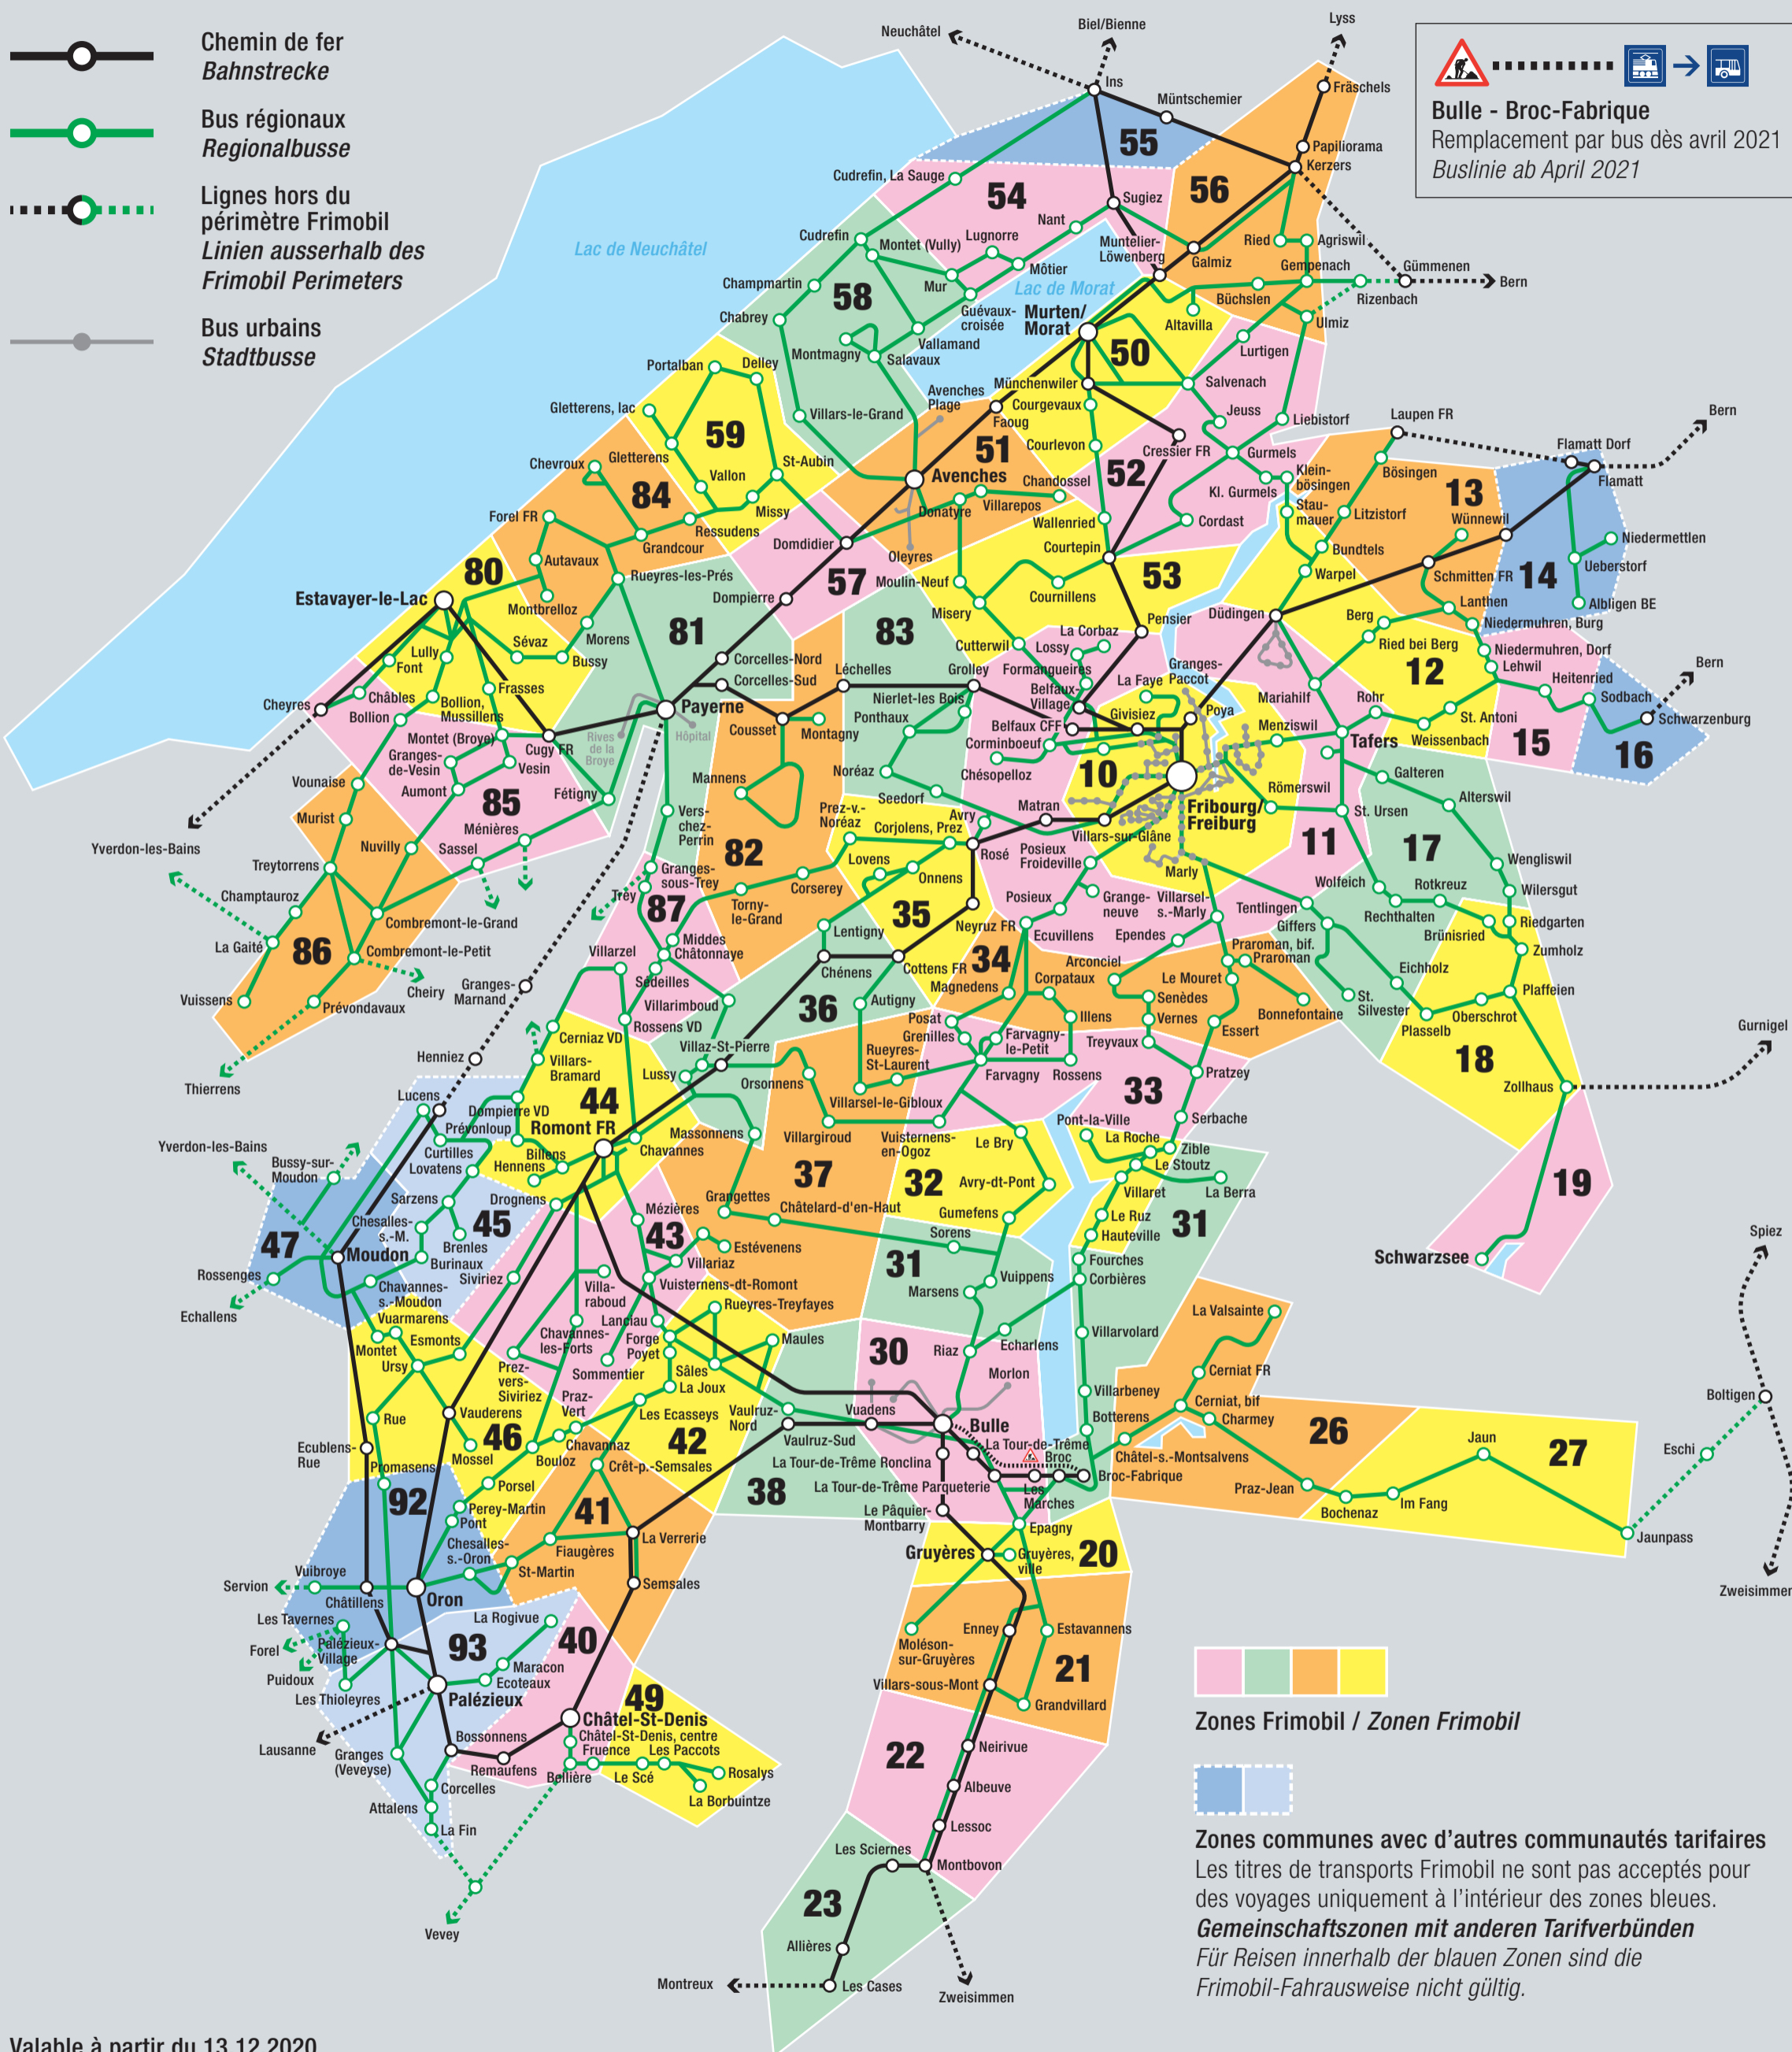 Chemin de fer
Bahnstrecke
Bus régionaux
Regionalbusse
Lignes hors du
périmètre Frimobil
Linien ausserhalb des
Frimobil Perimeters
Bus urbains
Stadtbusse
Bulle - Broc-Fabrique
Remplacement par bus dès avril 2021
Buslinie ab April 2021
Neuchâtel
Biel/Bienne
Lyss
Ins
Müntschemier
Fräschels
55
Papiliorama
Kerzers
Cudrefin, La Sauge
54
Sugiez
56
Nant
Lac de Neuchâtel
Cudrefin
Montet (Vully)
Lugnorre
Muntelier-
Löwenberg
Galmiz
Ried
Agriswil
Môtier
Gempenach
Gümmenen
Bern
Champmartin
58
Mur
Lac de Morat
Büchslen
Rizenbach
Chabrey
Guévaux-
croisée
Murten/
Morat
Altavilla
Ulmiz
Montmagny
Vallamand
Salavaux
50
Lurtigen
Portalban
Delley
Avenches
Plage
Münchenwiler
Salvenach
Gletterens, lac
Villars-le-Grand
Faoug
Courgevaux
Jeuss
Liebistorf
Laupen FR
Bern
59
51
Courlevon
Cressier FR
Gurmels
Flamatt Dorf
Flamatt
Chevroux
Gletterens
Vallon
St-Aubin
Avenches
52
Bösingen
84
Chandossel
Kl. Gurmels
Klein-
bösingen
13
Forel FR
Missy
Donatyre
Villarepos
Wallenried
Cordast
Stau-
mauer
Litzistorf
Wünnewil
Ressudens
Grandcour
Oleyres
Domdidier
Courtepin
Bundtels
Niedermettlen
80
Autavaux
Rueyres-les-Prés
57
Moulin-Neuf
53
Warpel
Schmitten FR
14
Ueberstorf
Estavayer-le-Lac
Montbrelloz
Dompierre
Misery
Cournillens
Düdingen
Berg
Lanthen
Albligen BE
Morens
81
83
Cutterwil
La Corbaz
Pensier
Niedermuhren, Burg
Lully
Font
Sévaz
Bussy
Corcelles-Nord
Lossy
Ried bei Berg
Niedermuhren, Dorf
Corcelles-Sud
Léchelles
Grolley
Formangueires
Granges-
Paccot
12
Lehwil
Bern
Châbles
Frasses
Nierlet-les Bois
Belfaux-
Village
La Faye
Mariahilf
Rohr
Heitenried
Cheyres
Bollion
Bollion,
Mussillens
Payerne
Cousset
Montagny
Ponthaux
Belfaux CFF
Givisiez
Poya
Menziswil
St. Antoni
Sodbach
Schwarzenburg
Montet (Broye)
Cugy FR
Rives
de la
Broye
Hôpital
Corminboeuf
Tafers
Weissenbach
15
16
Granges-
de-Vesin
Vesin
Noréaz
Chésopelloz
10
Galteren
Vounaise
Aumont
Fétigny
Mannens
Seedorf
Fribourg/
Freiburg
Römerswil
Alterswil
85
Vers-
chez-
Perrin
Prez-v.-
Noréaz
Matran
St. Ursen
Murist
Ménières
Corjolens, Prez
Avry
Villars-sur-Glâne
11
17
Nuvilly
Sassel
82
Lovens
Rosé
Posieux
Froideville
Marly
Wengliswil
Yverdon-les-Bains
Treytorrens
Granges-
sous-Trey
Onnens
Wolfeich
Rotkreuz
Wilersgut
Champtauroz
Trey
87
Torny-
le-Grand
Corserey
35
Posieux
Grange-
neuve
Villarsel-
s.-Marly
Tentlingen
Rechthalten
Riedgarten
Combremont-le-Grand
Neyruz FR
Ecuvillens
Giffers
Brünisried
La Gaité
86
Combremont-le-Petit
Middes
Châtonnaye
Lentigny
Ependes
Praroman, bif.
Praroman
Zumholz
Villarzel
Chénens
Cottens FR
34
Arconciel
Eichholz
Cheiry
Granges-
Marnand
Sédeilles
Magnedens
Corpataux
Le Mouret
Plaffeien
Vuissens
Prévondavaux
Villarimboud
36
Autigny
Senèdes
St.
Silvester
Oberschrot
Rossens VD
Posat
Illens
Vernes
Bonnefontaine
Plasselb
Gurnigel
Cerniaz VD
Grenilles
Farvagny-
le-Petit
Essert
Henniez
Villaz-St-Pierre
Rueyres-
St-Laurent
Treyvaux
Thierrens
Villars-
Bramard
Lussy
Orsonnens
Farvagny
Rossens
Pratzey
18
Zollhaus
Lucens
44
Villarsel-le-Gibloux
33
Dompierre VD
Romont FR
Serbache
Prévonloup
Massonnens
Villargiroud
Vuisternens-
en-Ogoz
Le Bry
Pont-la-Ville
La Roche
Yverdon-les-Bains
Bussy-sur-
Moudon
Curtilles
Lovatens
Billens
Hennens
Chavannes
Zible
Le Stoutz
37
32
Avry-dt-Pont
Villaret
La Berra
19
Sarzens
Drognens
Grangettes
Châtelard-d'en-Haut
Gumefens
Le Ruz
31
Chesalles-
s.-M.
45
Mézières
43
Sorens
Hauteville
47
Moudon
Brenles
Estévenens
31
Fourches
Spiez
Rossenges
Burinaux
Siviriez
Villariaz
Vuippens
Corbières
Schwarzsee
Chavannes-
s.-Moudon
Villa-
raboud
Vuisternens-dt-Romont
Marsens
Echallens
Vuarmarens
Rueyres-Treyfayes
La Valsainte
Esmonts
Chavannes-
les-Forts
Lanciau
Forge
Poyet
Maules
30
Villarvolard
Montet
Ursy
Riaz
Echarlens
Prez-
vers-
Siviriez
Sommentier
Sâles
Morlon
Cerniat FR
La Joux
Villarbeney
Cerniat, bif
Boltigen
Rue
Vauderens
Praz-
Vert
Vaulruz-
Nord
Vuadens
Bulle
Botterens
Charmey
26
Les Ecasseys
46
42
Jaun
27
Ecublens-
Rue
Mossel
Chavannaz
Vaulruz-Sud
La Tour-de-Trême
Eschi
Promasens
Bouloz
Crêt-p.-Semsales
La Tour-de-Trême Ronclina
Broc
Châtel-s.-Montsalvens
Porsel
38
La Tour-de-Trême Parqueterie
Broc-Fabrique
92
41
Les
Marches
Praz-Jean
Im Fang
Perey-Martin
Le Pâquier-
Montbarry
Bochenaz
Pont
La Verrerie
Epagny
Jaunpass
Chesalles-
s.-Oron
Fiaugères
Gruyères
Gruyères,
ville
20
Vuibroye
St-Martin
Semsales
Zweisimmen
Servion
Châtillens
Oron
Les Tavernes
La Rogivue
Enney
Estavannens
Forel
Palézieux-
Village
93
40
Moléson-
sur-Gruyères
Puidoux
Maracon
21
Les Thioleyres
Ecoteaux
Villars-sous-Mont
Palézieux
49
Grandvillard
Châtel-St-Denis
Lausanne
Bossonnens
Châtel-St-Denis, centre
Neirivue
Granges
(Veveyse)
Fruence
Les Paccots
22
Remaufens
Bellière
Le Scé
Rosalys
Albeuve
Corcelles
La Borbuintze
Attalens
Lessoc
La Fin
Les Sciernes
Montbovon
23
Vevey
Allières
Montreux
Les Cases
Zweisimmen
Zones Frimobil / Zonen Frimobil
Zones communes avec d’autres communautés tarifaires
Les titres de transports Frimobil ne sont pas acceptés pour
des voyages uniquement à l’intérieur des zones bleues.
Gemeinschaftszonen mit anderen Tarifverbünden
Für Reisen innerhalb der blauen Zonen sind die
Frimobil-Fahrausweise nicht gültig.
Valable à partir du 13.12.2020